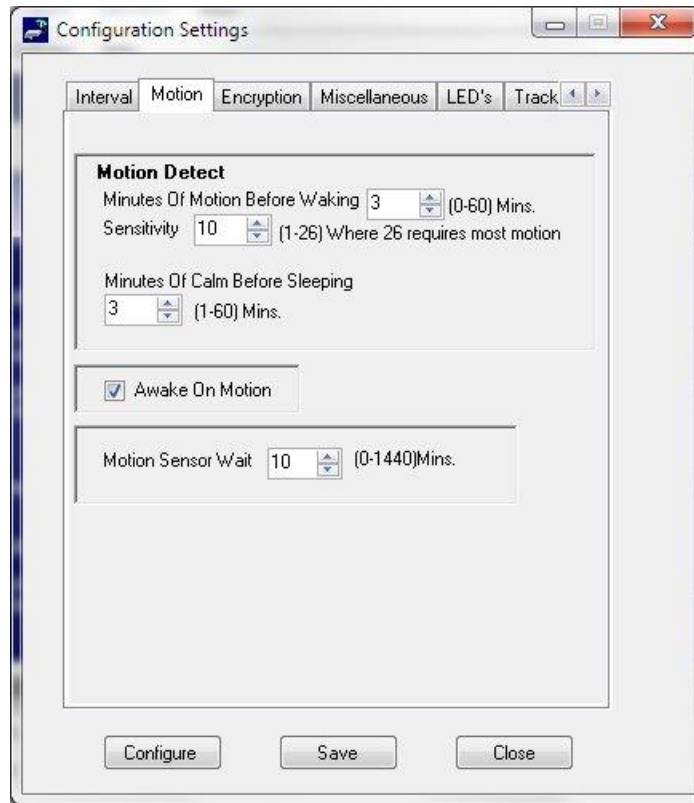 Configuration Settings
Interval Motion Encryption Miscellaneous LED's Track
Motion Detect
Minutes Of Motion Before Waking 3 (0-60) Mins.
Sensitivity 10 (1-26) Where 26 requires most motion
Minutes Of Calm Before Sleeping
3 (1-60) Mins.
Awake On Motion
Motion Sensor Wait 10 (0-1440)Mins.
Configure Save Close